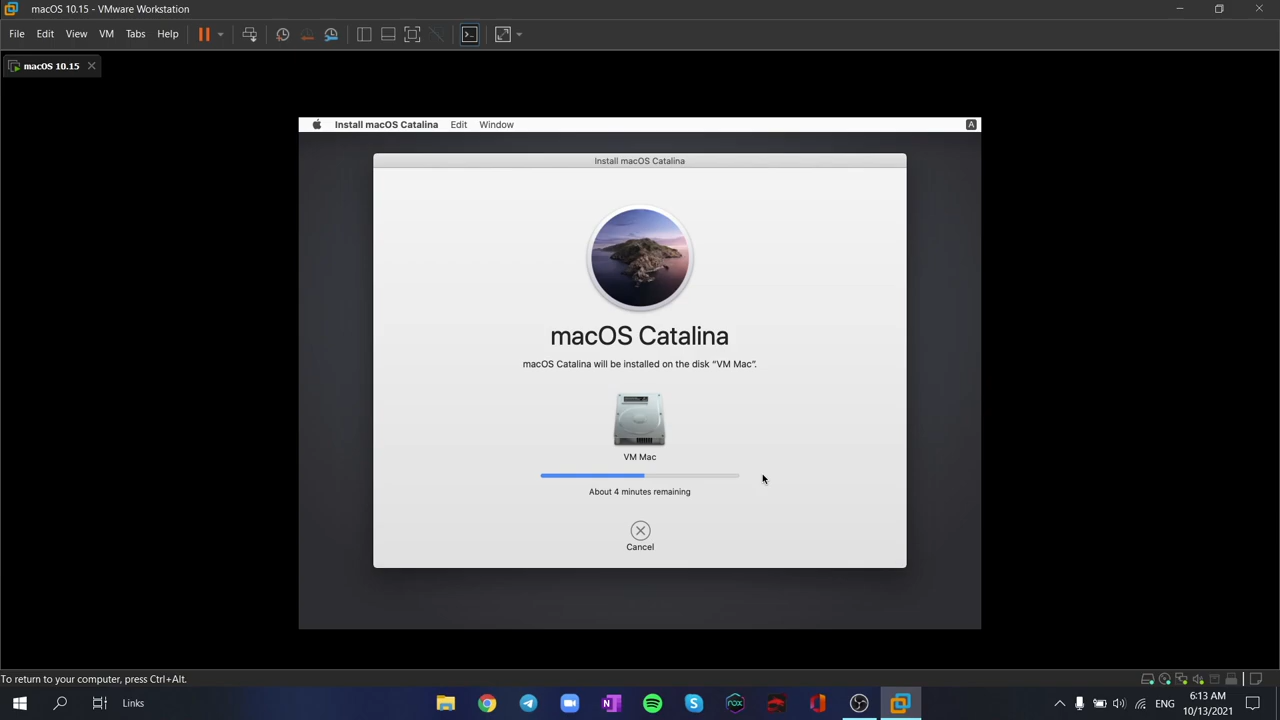 macOS 10.15 - VMware Workstation
File Edit View VM Tabs Help
macOS 10.15
Install macOS Catalina Edit Window
A
Install macOS Catalina
macOS Catalina
macOS Catalina will be installed on the disk “VM Mac”.
VM Mac
About 4 minutes remaining
Cancel
To return to your computer, press Ctrl+Alt.
Links
ENG
6:13 AM
10/13/2021